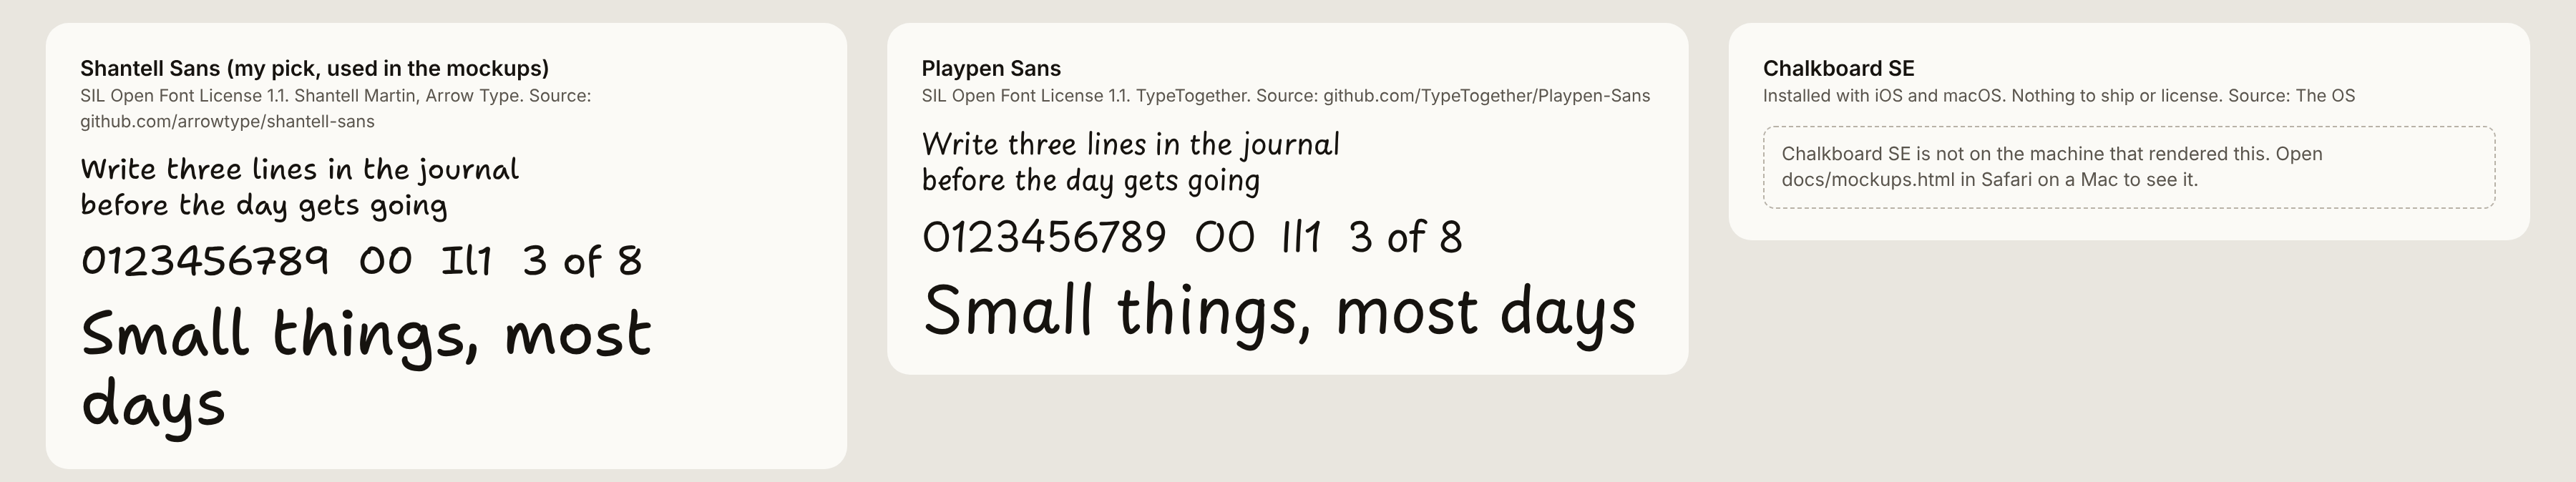 Shantell Sans (my pick, used in the mockups)
SIL Open Font License 1.1. Shantell Martin, Arrow Type. Source:
github.com/arrowtype/shantell-sans
Write three lines in the journal
before the day gets going
0123456789 O0 Il1 3 of 8
Small things, most
days
Playpen Sans
SIL Open Font License 1.1. TypeTogether. Source: github.com/TypeTogether/Playpen-Sans
Write three lines in the journal
before the day gets going
0123456789 O0 Il1 3 of 8
Small things, most days
Chalkboard SE
Installed with iOS and macOS. Nothing to ship or license. Source: The OS
Chalkboard SE is not on the machine that rendered this. Open
docs/mockups.html in Safari on a Mac to see it.